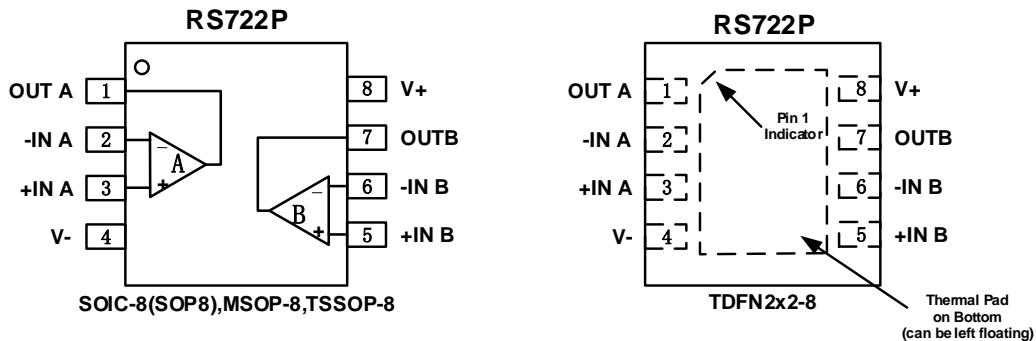 RS722P
OUT A 1
-IN A 2
+IN A 3
V- 4
8 V+
7 OUTB
6 -IN B
5 +IN B
− A +
− B +
SOIC-8(SOP8),MSOP-8,TSSOP-8
RS722P
OUT A 1
-IN A 2
+IN A 3
V- 4
8 V+
7 OUTB
6 -IN B
5 +IN B
Pin 1
Indicator
TDFN2x2-8
Thermal Pad
on Bottom
(can be left floating)